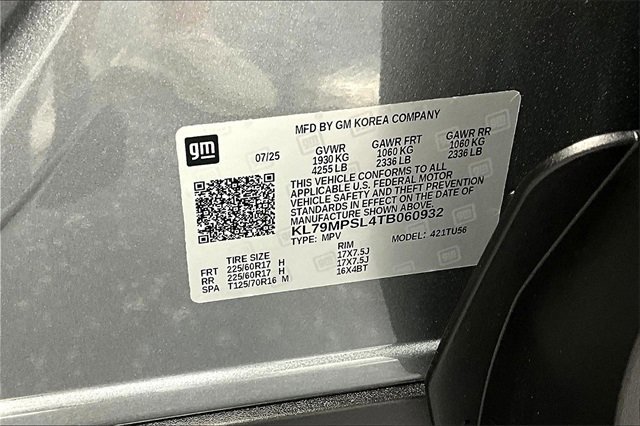 MFD BY GM KOREA COMPANY
gm
07/25 GVWR GAWR FRT GAWR RR
1930 KG 1060 KG 1060 KG
4255 LB 2336 LB 2336 LB
THIS VEHICLE CONFORMS TO ALL
APPLICABLE U.S. FEDERAL MOTOR
VEHICLE SAFETY AND THEFT PREVENTION
STANDARDS IN EFFECT ON THE DATE OF
MANUFACTURE SHOWN ABOVE.
KL79MPSL4TB060932
TYPE: MPV MODEL: 421TU56
TIRE SIZE RIM
FRT 225/60R17 H 17X7.5J
RR 225/60R17 H 17X7.5J
SPA T125/70R16 M 16X4BT